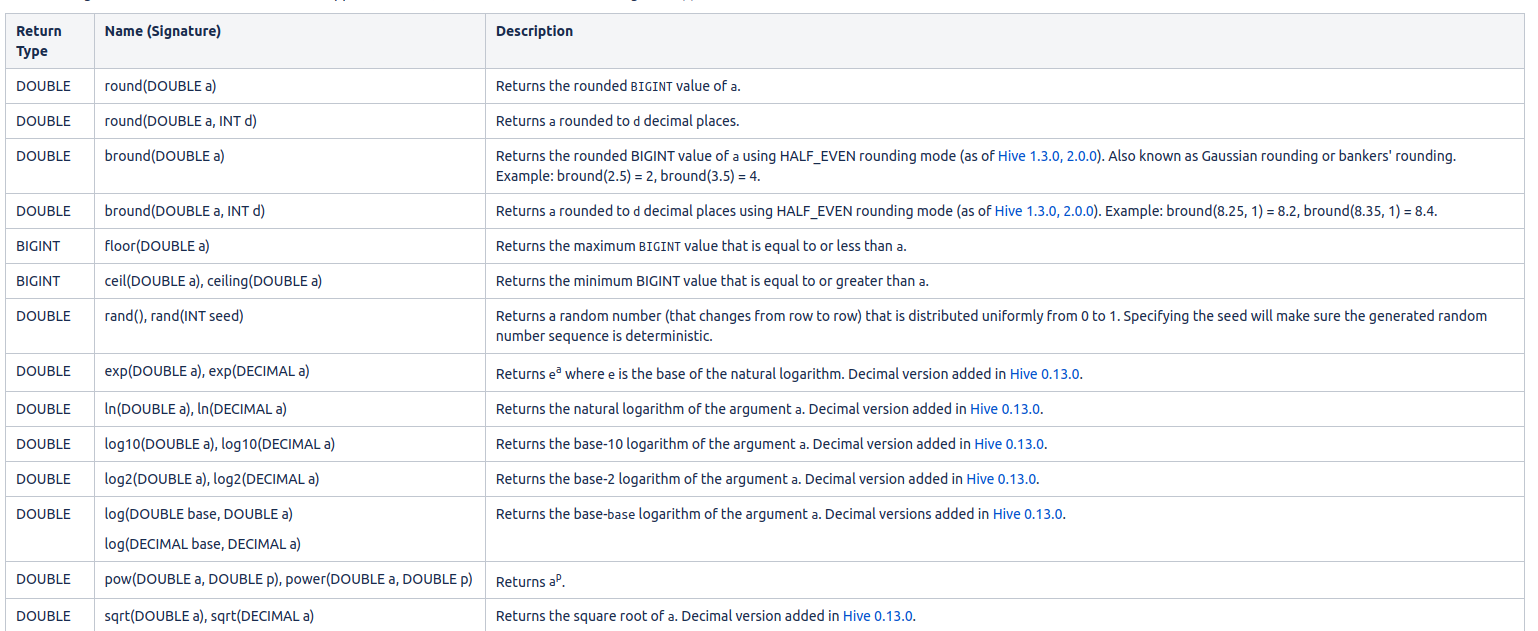 Return Type Name (Signature) Description
DOUBLE round(DOUBLE a) Returns the rounded BIGINT value of a.
DOUBLE round(DOUBLE a, INT d) Returns a rounded to d decimal places.
DOUBLE bround(DOUBLE a) Returns the rounded BIGINT value of a using HALF_EVEN rounding mode (as of Hive 1.3.0, 2.0.0). Also known as Gaussian rounding or bankers' rounding.
Example: bround(2.5) = 2, bround(3.5) = 4.
DOUBLE bround(DOUBLE a, INT d) Returns a rounded to d decimal places using HALF_EVEN rounding mode (as of Hive 1.3.0, 2.0.0). Example: bround(8.25, 1) = 8.2, bround(8.35, 1) = 8.4.
BIGINT floor(DOUBLE a) Returns the maximum BIGINT value that is equal to or less than a.
BIGINT ceil(DOUBLE a), ceiling(DOUBLE a) Returns the minimum BIGINT value that is equal to or greater than a.
DOUBLE rand(), rand(INT seed) Returns a random number (that changes from row to row) that is distributed uniformly from 0 to 1. Specifying the seed will make sure the generated random
number sequence is deterministic.
DOUBLE exp(DOUBLE a), exp(DECIMAL a) Returns eᵃ where e is the base of the natural logarithm. Decimal version added in Hive 0.13.0.
DOUBLE ln(DOUBLE a), ln(DECIMAL a) Returns the natural logarithm of the argument a. Decimal version added in Hive 0.13.0.
DOUBLE log10(DOUBLE a), log10(DECIMAL a) Returns the base-10 logarithm of the argument a. Decimal version added in Hive 0.13.0.
DOUBLE log2(DOUBLE a), log2(DECIMAL a) Returns the base-2 logarithm of the argument a. Decimal version added in Hive 0.13.0.
DOUBLE log(DOUBLE base, DOUBLE a) Returns the base-base logarithm of the argument a. Decimal versions added in Hive 0.13.0.
log(DECIMAL base, DECIMAL a)
DOUBLE pow(DOUBLE a, DOUBLE p), power(DOUBLE a, DOUBLE p) Returns aᵖ.
DOUBLE sqrt(DOUBLE a), sqrt(DECIMAL a) Returns the square root of a. Decimal version added in Hive 0.13.0.